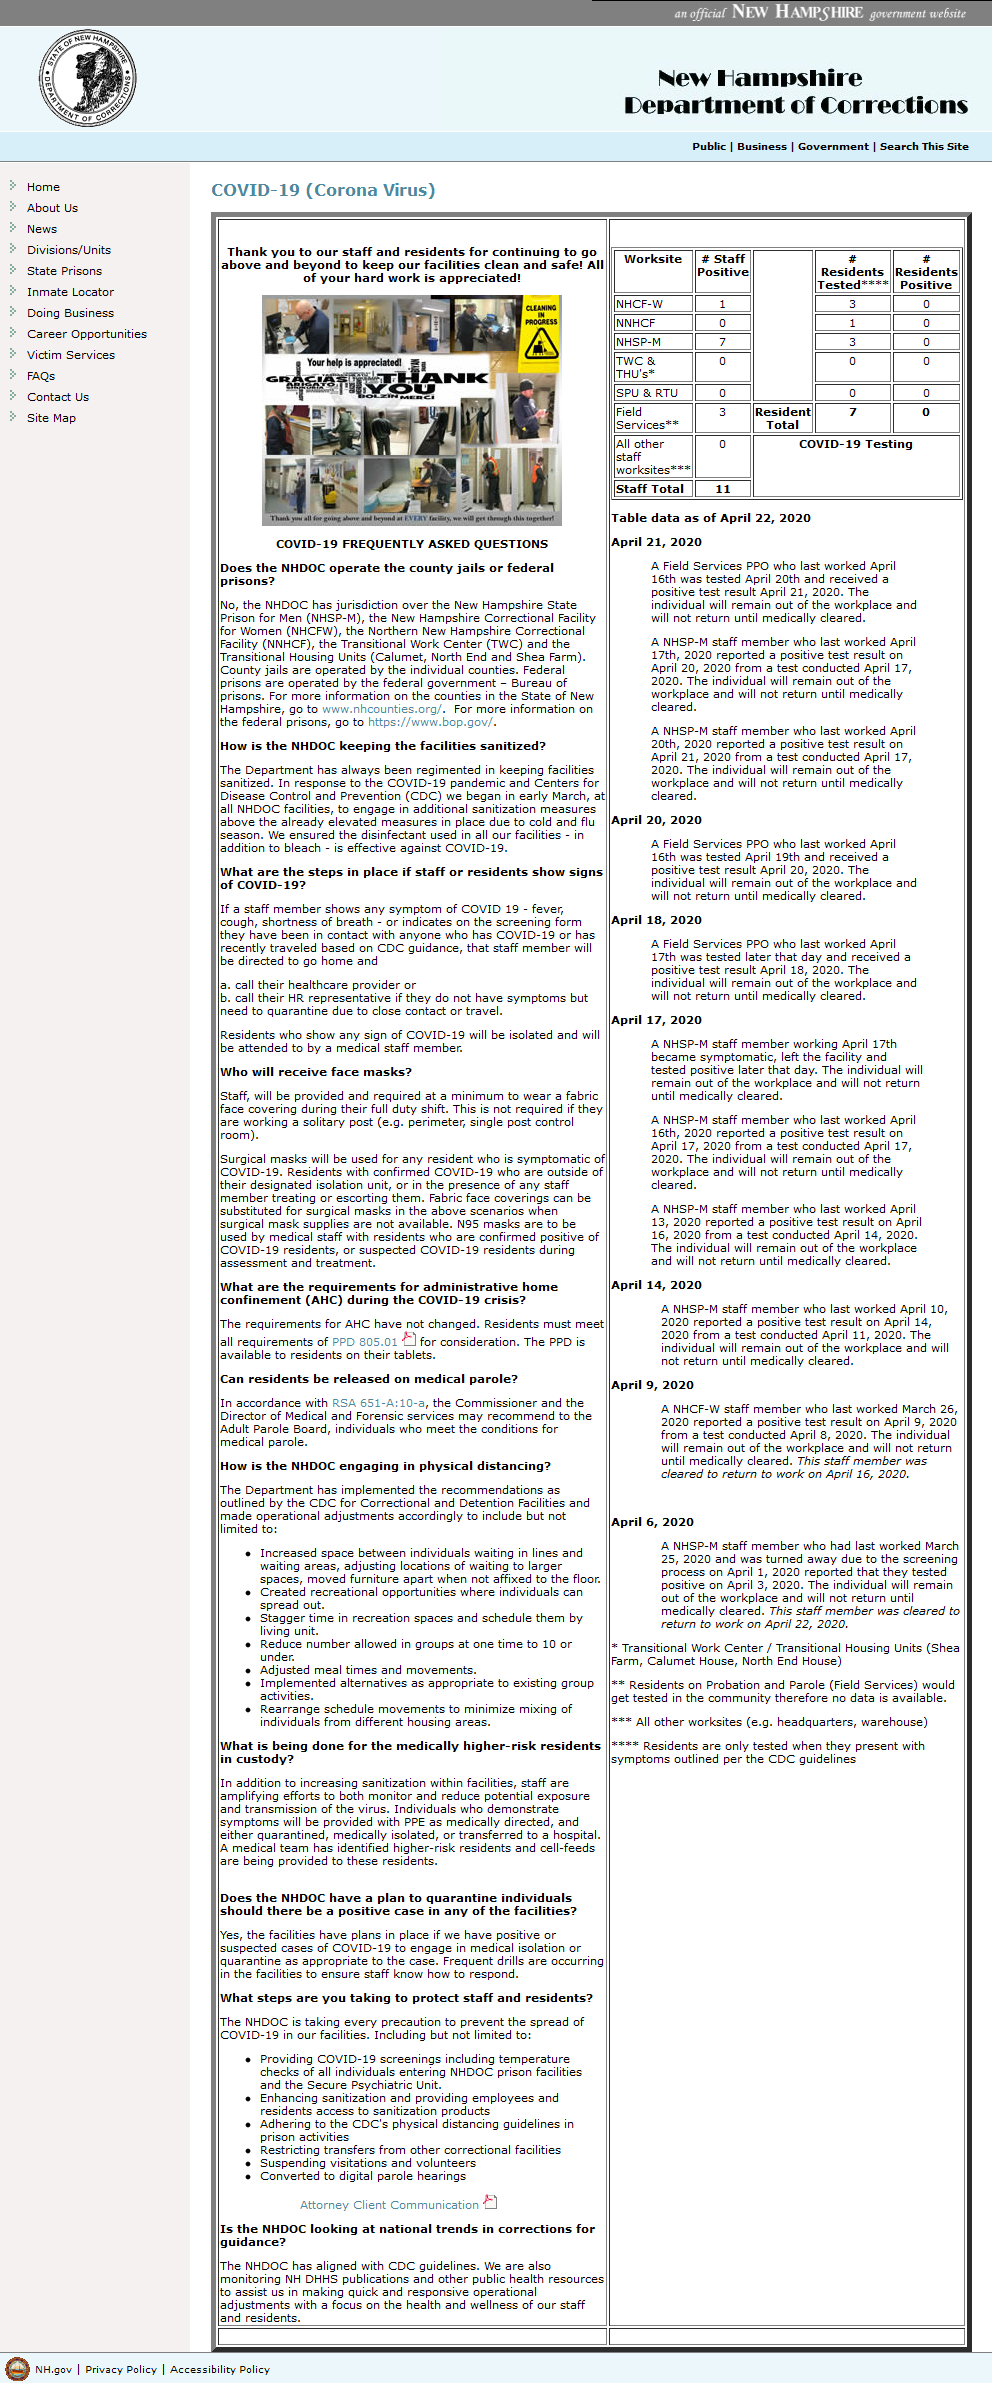 an official NEW HAMPSHIRE government website
STATE OF NEW HAMPSHIRE
DEPARTMENT OF CORRECTIONS
New Hampshire
Department of Corrections
Public | Business | Government | Search This Site
Home
About Us
News
Divisions/Units
State Prisons
Inmate Locator
Doing Business
Career Opportunities
Victim Services
FAQs
Contact Us
Site Map
COVID-19 (Corona Virus)
Thank you to our staff and residents for continuing to go
above and beyond to keep our facilities clean and safe! All
of your hard work is appreciated!
CLEANING
IN
PROGRESS
Your help is appreciated!
GRACIAS
ARIGATO
THANK
YOU
BOLZIN MERCI
Thank you all for going above and beyond at EVERY facility, we will get through this together!
COVID-19 FREQUENTLY ASKED QUESTIONS
Does the NHDOC operate the county jails or federal
prisons?
No, the NHDOC has jurisdiction over the New Hampshire State
Prison for Men (NHSP-M), the New Hampshire Correctional Facility
for Women (NHCFW), the Northern New Hampshire Correctional
Facility (NNHCF), the Transitional Work Center (TWC) and the
Transitional Housing Units (Calumet, North End and Shea Farm).
County jails are operated by the individual counties. Federal
prisons are operated by the federal government – Bureau of
prisons. For more information on the counties in the State of New
Hampshire, go to www.nhcounties.org/.  For more information on
the federal prisons, go to https://www.bop.gov/.
How is the NHDOC keeping the facilities sanitized?
The Department has always been regimented in keeping facilities
sanitized. In response to the COVID-19 pandemic and Centers for
Disease Control and Prevention (CDC) we began in early March, at
all NHDOC facilities, to engage in additional sanitization measures
above the already elevated measures in place due to cold and flu
season. We ensured the disinfectant used in all our facilities - in
addition to bleach - is effective against COVID-19.
What are the steps in place if staff or residents show signs
of COVID-19?
If a staff member shows any symptom of COVID 19 - fever,
cough, shortness of breath - or indicates on the screening form
they have been in contact with anyone who has COVID-19 or has
recently traveled based on CDC guidance, that staff member will
be directed to go home and
a. call their healthcare provider or
b. call their HR representative if they do not have symptoms but
need to quarantine due to close contact or travel.
Residents who show any sign of COVID-19 will be isolated and will
be attended to by a medical staff member.
Who will receive face masks?
Staff, will be provided and required at a minimum to wear a fabric
face covering during their full duty shift. This is not required if they
are working a solitary post (e.g. perimeter, single post control
room).
Surgical masks will be used for any resident who is symptomatic of
COVID-19. Residents with confirmed COVID-19 who are outside of
their designated isolation unit, or in the presence of any staff
member treating or escorting them. Fabric face coverings can be
substituted for surgical masks in the above scenarios when
surgical mask supplies are not available. N95 masks are to be
used by medical staff with residents who are confirmed positive of
COVID-19 residents, or suspected COVID-19 residents during
assessment and treatment.
What are the requirements for administrative home
confinement (AHC) during the COVID-19 crisis?
The requirements for AHC have not changed. Residents must meet
all requirements of PPD 805.01 for consideration. The PPD is
available to residents on their tablets.
Can residents be released on medical parole?
In accordance with RSA 651-A:10-a, the Commissioner and the
Director of Medical and Forensic services may recommend to the
Adult Parole Board, individuals who meet the conditions for
medical parole.
How is the NHDOC engaging in physical distancing?
The Department has implemented the recommendations as
outlined by the CDC for Correctional and Detention Facilities and
made operational adjustments accordingly to include but not
limited to:
• Increased space between individuals waiting in lines and
waiting areas, adjusting locations of waiting to larger
spaces, moved furniture apart when not affixed to the floor.
• Created recreational opportunities where individuals can
spread out.
• Stagger time in recreation spaces and schedule them by
living unit.
• Reduce number allowed in groups at one time to 10 or
under.
• Adjusted meal times and movements.
• Implemented alternatives as appropriate to existing group
activities.
• Rearrange schedule movements to minimize mixing of
individuals from different housing areas.
What is being done for the medically higher-risk residents
in custody?
In addition to increasing sanitization within facilities, staff are
amplifying efforts to both monitor and reduce potential exposure
and transmission of the virus. Individuals who demonstrate
symptoms will be provided with PPE as medically directed, and
either quarantined, medically isolated, or transferred to a hospital.
A medical team has identified higher-risk residents and cell-feeds
are being provided to these residents.
Does the NHDOC have a plan to quarantine individuals
should there be a positive case in any of the facilities?
Yes, the facilities have plans in place if we have positive or
suspected cases of COVID-19 to engage in medical isolation or
quarantine as appropriate to the case. Frequent drills are occurring
in the facilities to ensure staff know how to respond.
What steps are you taking to protect staff and residents?
The NHDOC is taking every precaution to prevent the spread of
COVID-19 in our facilities. Including but not limited to:
• Providing COVID-19 screenings including temperature
checks of all individuals entering NHDOC prison facilities
and the Secure Psychiatric Unit.
• Enhancing sanitization and providing employees and
residents access to sanitization products
• Adhering to the CDC's physical distancing guidelines in
prison activities
• Restricting transfers from other correctional facilities
• Suspending visitations and volunteers
• Converted to digital parole hearings
Attorney Client Communication
Is the NHDOC looking at national trends in corrections for
guidance?
The NHDOC has aligned with CDC guidelines. We are also
monitoring NH DHHS publications and other public health resources
to assist us in making quick and responsive operational
adjustments with a focus on the health and wellness of our staff
and residents.
Worksite # Staff Positive # Residents Tested**** # Residents Positive
NHCF-W 1 3 0
NNHCF 0 1 0
NHSP-M 7 3 0
TWC & THU's* 0 0 0
SPU & RTU 0 0 0
Field Services** 3 Resident Total 7 0
All other staff worksites*** 0 COVID-19 Testing
Staff Total 11
Table data as of April 22, 2020
April 21, 2020
A Field Services PPO who last worked April
16th was tested April 20th and received a
positive test result April 21, 2020. The
individual will remain out of the workplace and
will not return until medically cleared.
A NHSP-M staff member who last worked April
17th, 2020 reported a positive test result on
April 20, 2020 from a test conducted April 17,
2020. The individual will remain out of the
workplace and will not return until medically
cleared.
A NHSP-M staff member who last worked April
20th, 2020 reported a positive test result on
April 21, 2020 from a test conducted April 17,
2020. The individual will remain out of the
workplace and will not return until medically
cleared.
April 20, 2020
A Field Services PPO who last worked April
16th was tested April 19th and received a
positive test result April 20, 2020. The
individual will remain out of the workplace and
will not return until medically cleared.
April 18, 2020
A Field Services PPO who last worked April
17th was tested later that day and received a
positive test result April 18, 2020. The
individual will remain out of the workplace and
will not return until medically cleared.
April 17, 2020
A NHSP-M staff member working April 17th
became symptomatic, left the facility and
tested positive later that day. The individual will
remain out of the workplace and will not return
until medically cleared.
A NHSP-M staff member who last worked April
16th, 2020 reported a positive test result on
April 17, 2020 from a test conducted April 17,
2020. The individual will remain out of the
workplace and will not return until medically
cleared.
A NHSP-M staff member who last worked April
13, 2020 reported a positive test result on April
16, 2020 from a test conducted April 14, 2020.
The individual will remain out of the workplace
and will not return until medically cleared.
April 14, 2020
A NHSP-M staff member who last worked April 10,
2020 reported a positive test result on April 14,
2020 from a test conducted April 11, 2020. The
individual will remain out of the workplace and will
not return until medically cleared.
April 9, 2020
A NHCF-W staff member who last worked March 26,
2020 reported a positive test result on April 9, 2020
from a test conducted April 8, 2020. The individual
will remain out of the workplace and will not return
until medically cleared. This staff member was
cleared to return to work on April 16, 2020.
April 6, 2020
A NHSP-M staff member who had last worked March
25, 2020 and was turned away due to the screening
process on April 1, 2020 reported that they tested
positive on April 3, 2020. The individual will remain
out of the workplace and will not return until
medically cleared. This staff member was cleared to
return to work on April 22, 2020.
* Transitional Work Center / Transitional Housing Units (Shea
Farm, Calumet House, North End House)
** Residents on Probation and Parole (Field Services) would
get tested in the community therefore no data is available.
*** All other worksites (e.g. headquarters, warehouse)
**** Residents are only tested when they present with
symptoms outlined per the CDC guidelines
NH.gov | Privacy Policy | Accessibility Policy